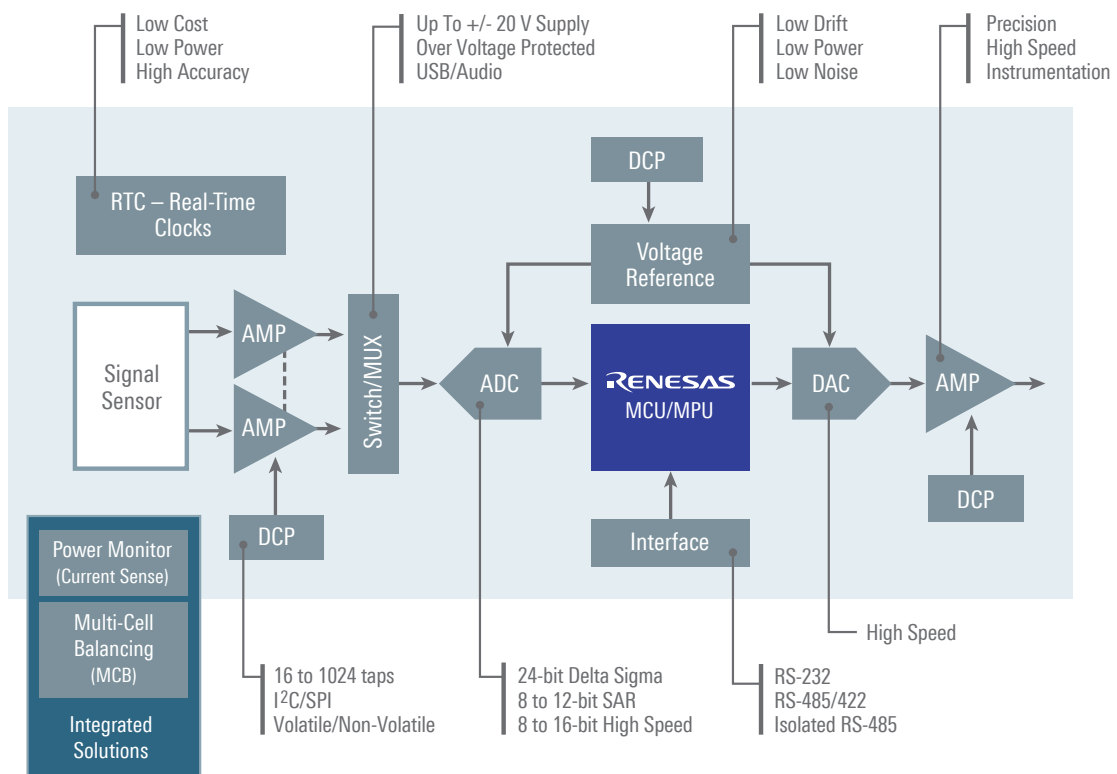 Low Cost
Low Power
High Accuracy
Up To +/- 20 V Supply
Over Voltage Protected
USB/Audio
Low Drift
Low Power
Low Noise
Precision
High Speed
Instrumentation
DCP
RTC – Real-Time
Clocks
Voltage
Reference
Signal
Sensor
AMP
AMP
Switch/MUX
ADC
RENESAS
MCU/MPU
DAC
AMP
DCP
Interface
DCP
Power Monitor
(Current Sense)
Multi-Cell
Balancing
(MCB)
Integrated
Solutions
16 to 1024 taps
I²C/SPI
Volatile/Non-Volatile
24-bit Delta Sigma
8 to 12-bit SAR
8 to 16-bit High Speed
RS-232
RS-485/422
Isolated RS-485
High Speed